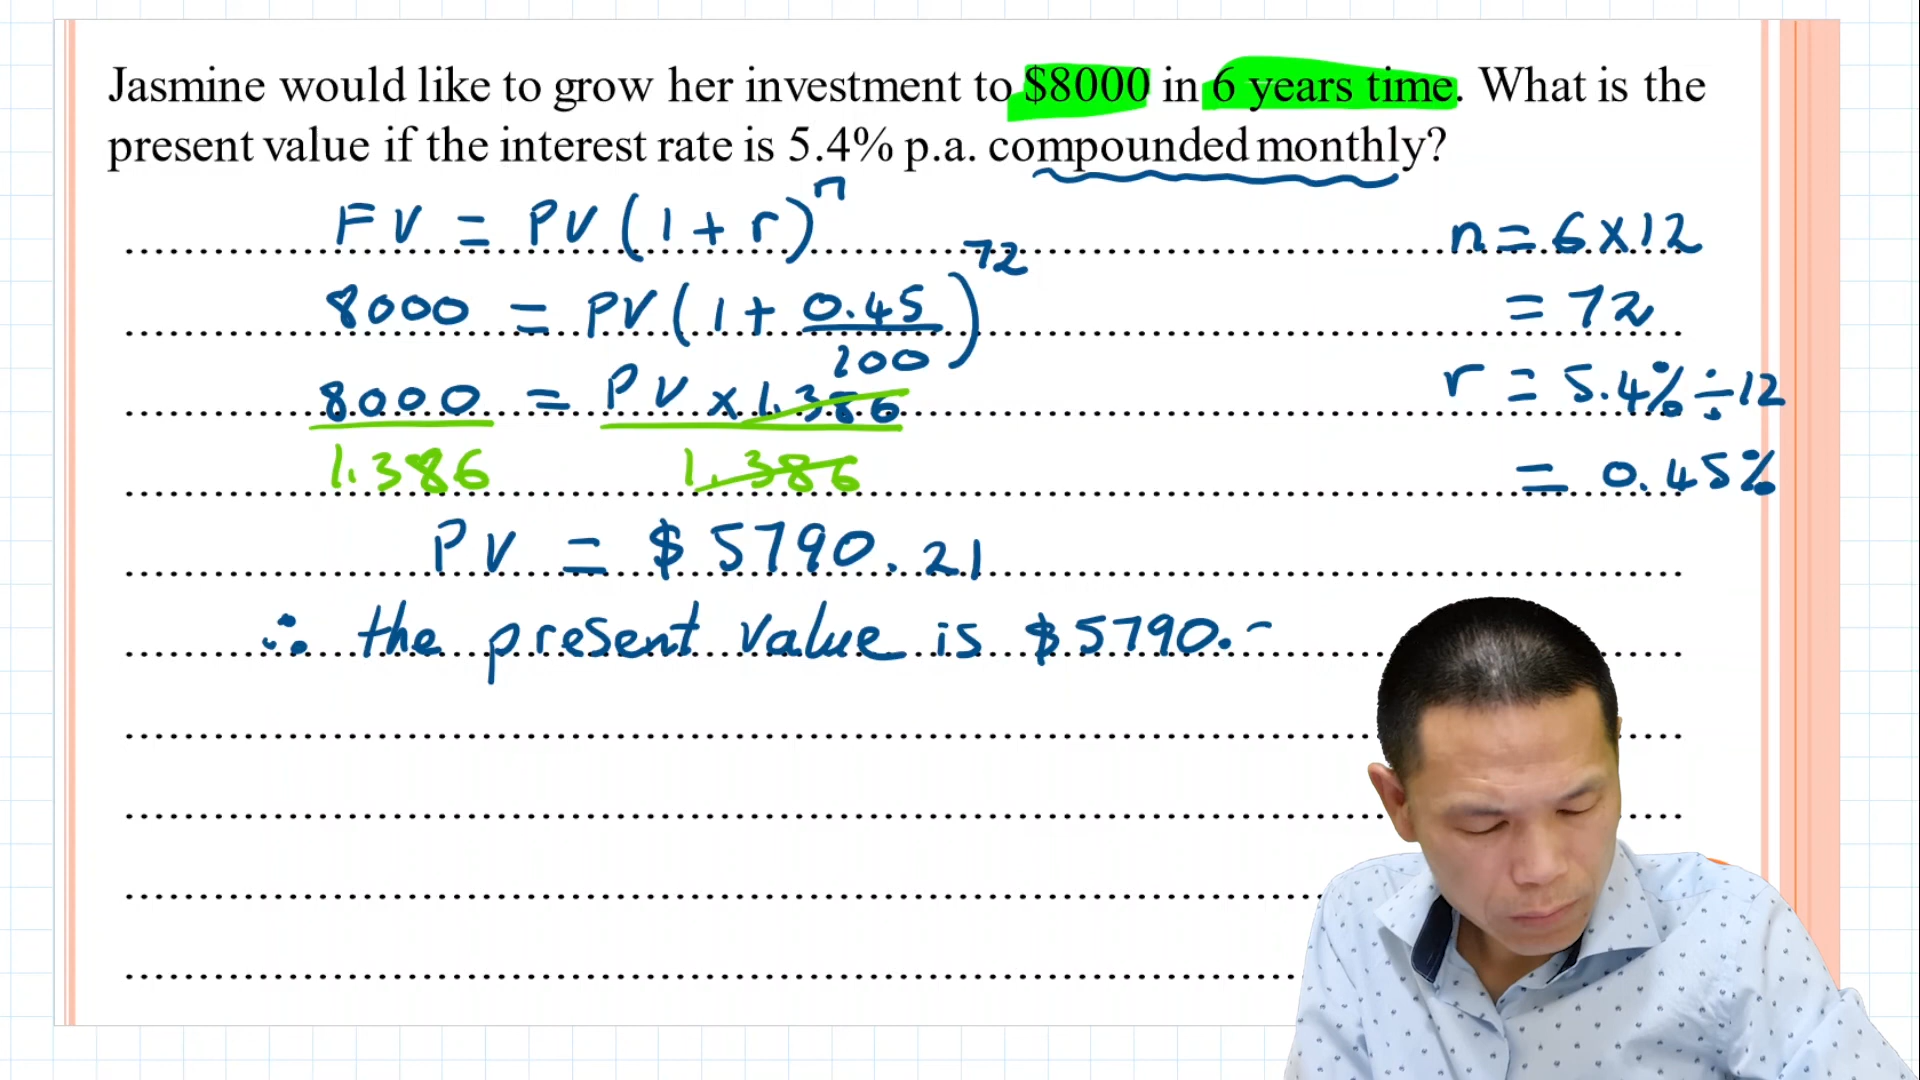 Jasmine would like to grow her investment to $8000 in 6 years time. What is the
present value if the interest rate is 5.4% p.a. compounded monthly?
FV = PV(1+r)^n
n = 6×12
8000 = PV(1+0.45/100)^72
= 72
8000/1.386 = PV×1.386/1.386
r = 5.4%÷12
= 0.45%
PV = $5790.21
∴ the present value is $5790.